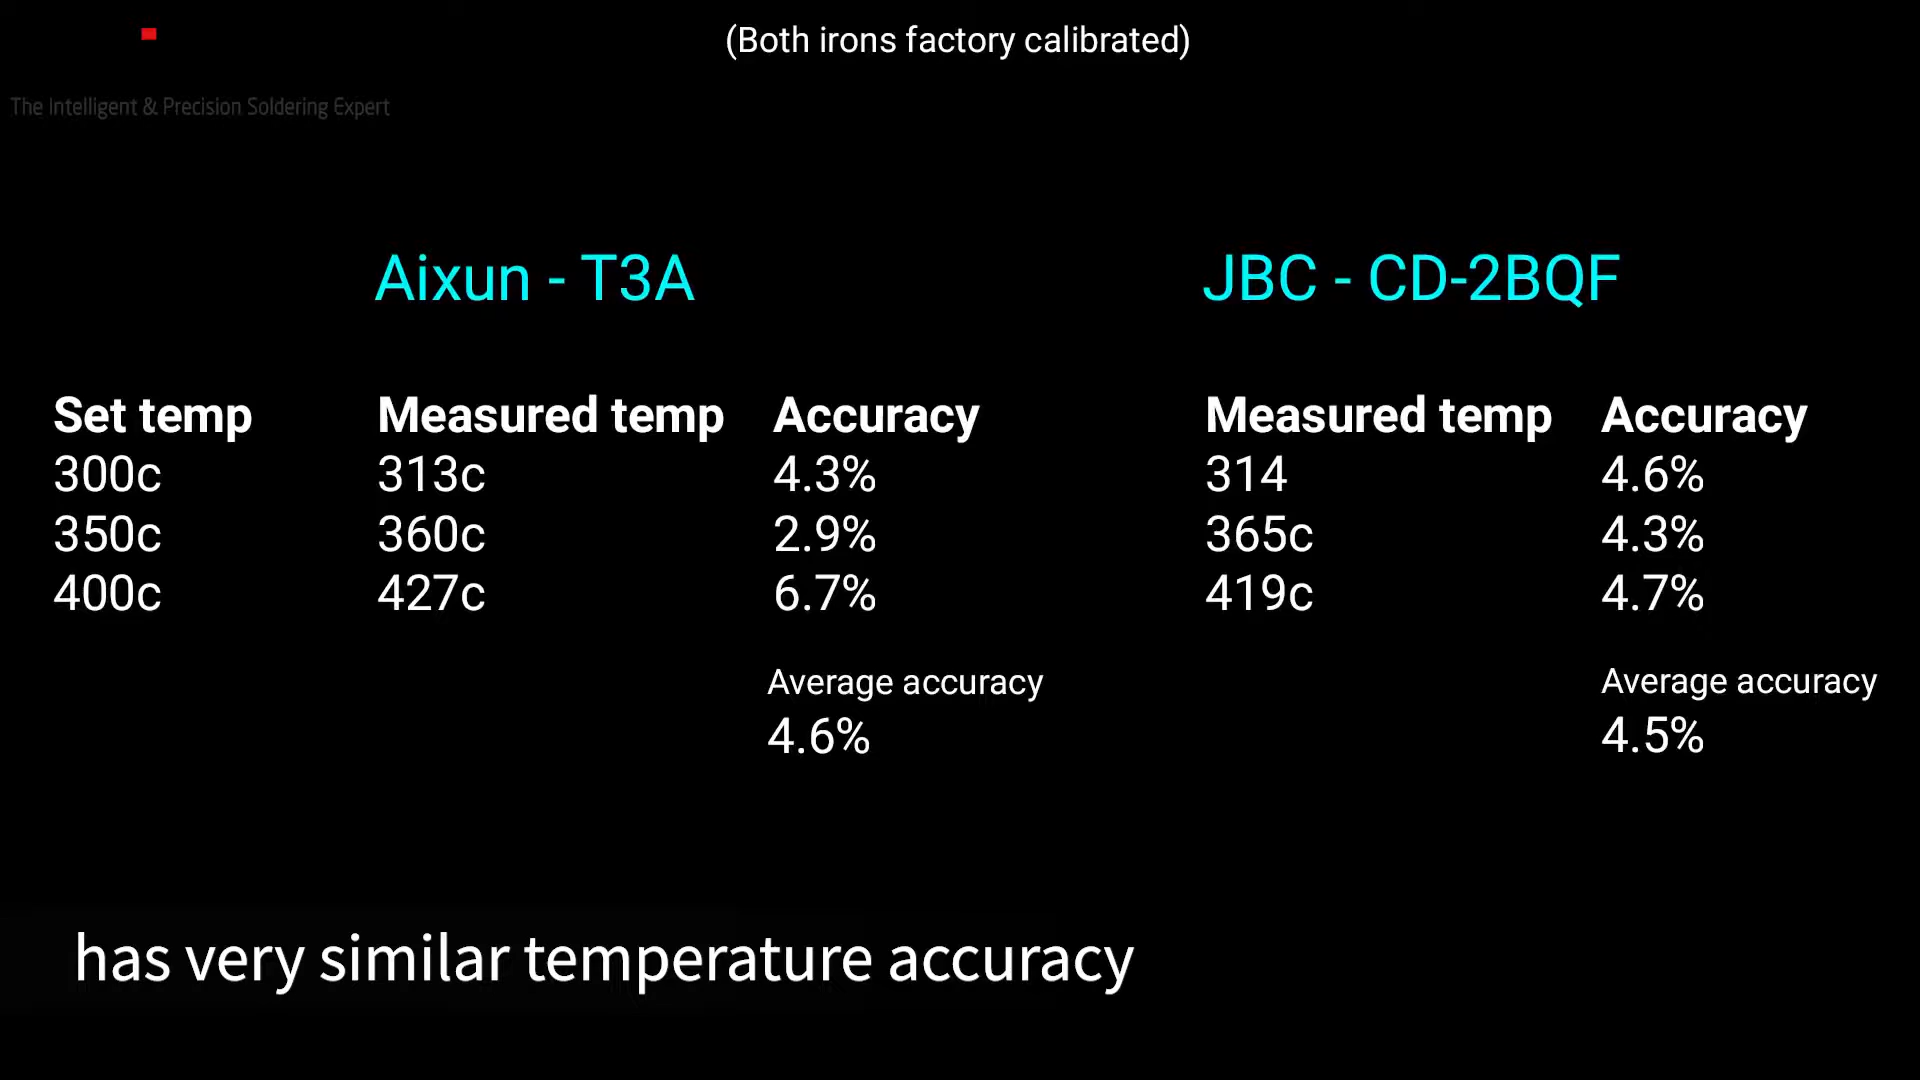 (Both irons factory calibrated)
The Intelligent & Precision Soldering Expert
Aixun - T3A JBC - CD-2BQF
Set temp Measured temp Accuracy Measured temp Accuracy
300c 313c 4.3% 314 4.6%
350c 360c 2.9% 365c 4.3%
400c 427c 6.7% 419c 4.7%
Average accuracy Average accuracy
4.6% 4.5%
has very similar temperature accuracy